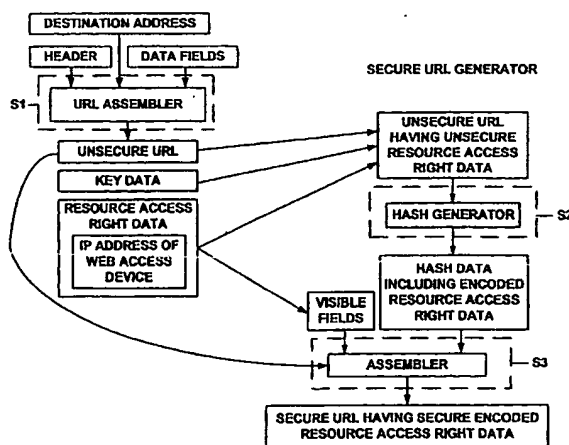 DESTINATION ADDRESS
HEADER
DATA FIELDS
SECURE URL GENERATOR
S1
URL ASSEMBLER
UNSECURE URL
KEY DATA
RESOURCE ACCESS
RIGHT DATA
IP ADDRESS OF
WEB ACCESS
DEVICE
UNSECURE URL
HAVING UNSECURE
RESOURCE ACCESS
RIGHT DATA
HASH GENERATOR
S2
HASH DATA
INCLUDING ENCODED
RESOURCE ACCESS
RIGHT DATA
VISIBLE
FIELDS
ASSEMBLER
S3
SECURE URL HAVING SECURE ENCODED
RESOURCE ACCESS RIGHT DATA